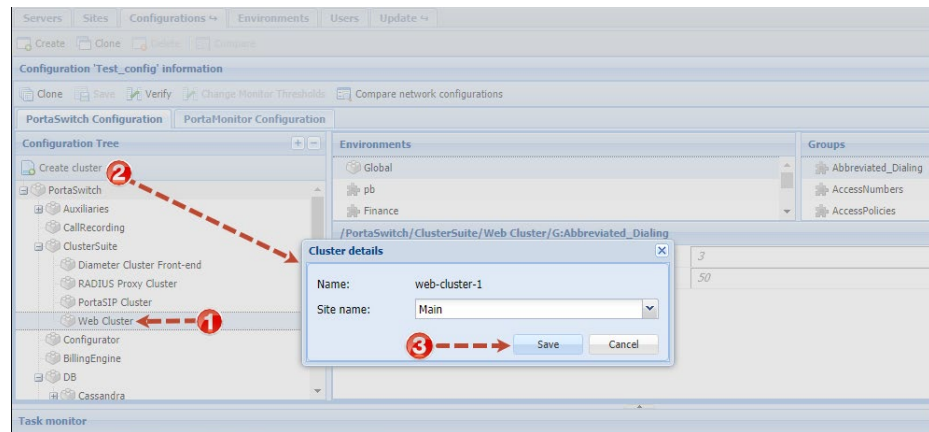 Servers Sites Configurations Environments Users Update
Create Clone Delete Compare
Configuration 'Test_config' information
Clone Save Verify Change Monitor Thresholds Compare network configurations
PortaSwitch Configuration PortaMonitor Configuration
Configuration Tree
Environments
Groups
Create cluster
2
Global
Abbreviated_Dialing
PortaSwitch
pb
AccessNumbers
Auxiliaries
Finance
AccessPolicies
CallRecording
/PortaSwitch/ClusterSuite/Web Cluster/G:Abbreviated_Dialing
ClusterSuite
Cluster details
3
Diameter Cluster Front-end
Name: web-cluster-1
50
RADIUS Proxy Cluster
PortaSIP Cluster
Site name: Main
Web Cluster
1
Configurator
3
Save Cancel
BillingEngine
DB
Cassandra
Task monitor